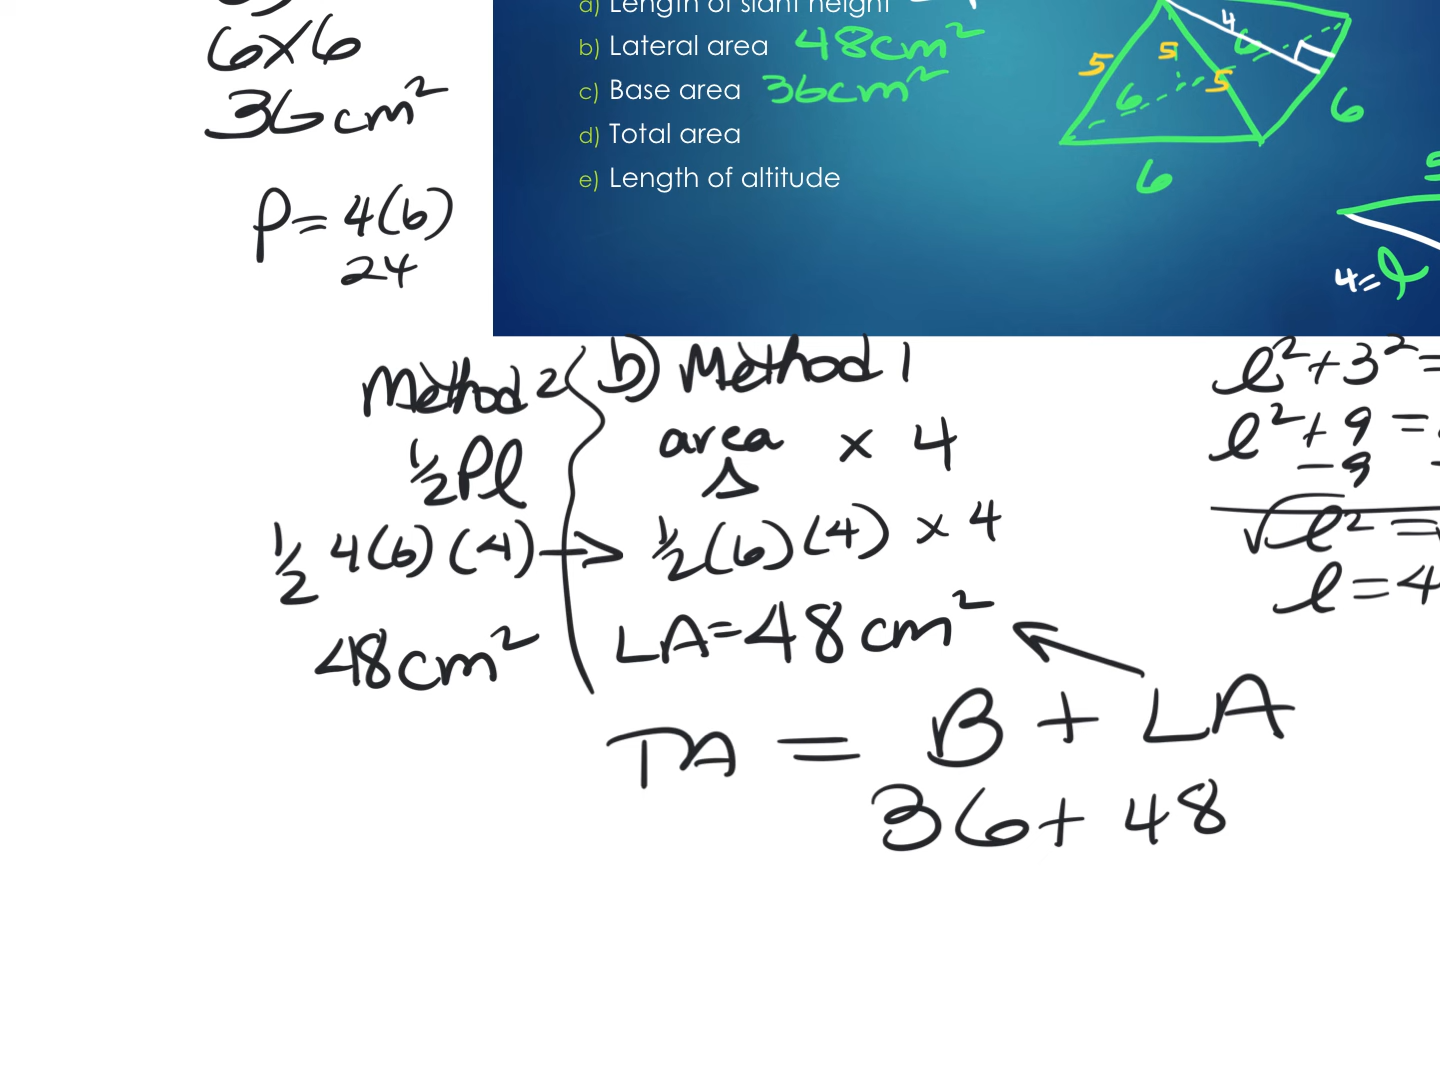 6×6
36cm²
P=4(6)
24
a) Length of slant height
b) Lateral area 48cm²
c) Base area 36cm²
d) Total area
e) Length of altitude
5
5
5
4
6
6
6
6
4=l
Method 2
½Pl
½ 4(6)(4)
48cm²
b) Method 1
area × 4
Δ
½(6)(4) × 4
LA=48cm²
TA = B + LA
36+ 48
l²+3²=
l²+9=
-9
√l²=√
l=4